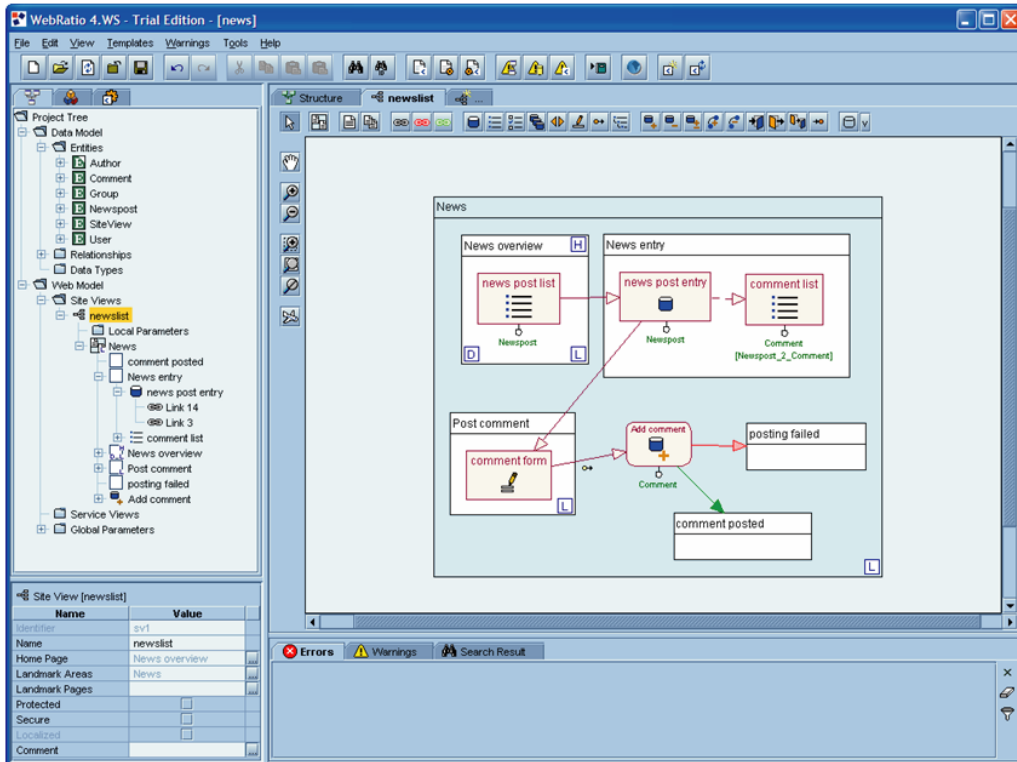 WebRatio 4.WS - Trial Edition - [news]
File Edit View Templates Warnings Tools Help
Structure newslist ...
Project Tree
Data Model
Entities
Author
Comment
Group
Newspost
SiteView
User
Relationships
Data Types
Web Model
Site Views
newslist
Local Parameters
News
comment posted
News entry
news post entry
Link 14
Link 3
comment list
News overview
Post comment
posting failed
Add comment
Service Views
Global Parameters
Site View [newslist]
Name Value
Identifier sv1
Name newslist
Home Page News overview
Landmark Areas News
Landmark Pages
Protected
Secure
Localized
Comment
News
News overview H
news post list
Newspost
D L
News entry
news post entry
Newspost
comment list
Comment
[Newspost_2_Comment]
Post comment
comment form
L
Add comment
Comment
posting failed
comment posted
L
Errors Warnings Search Result